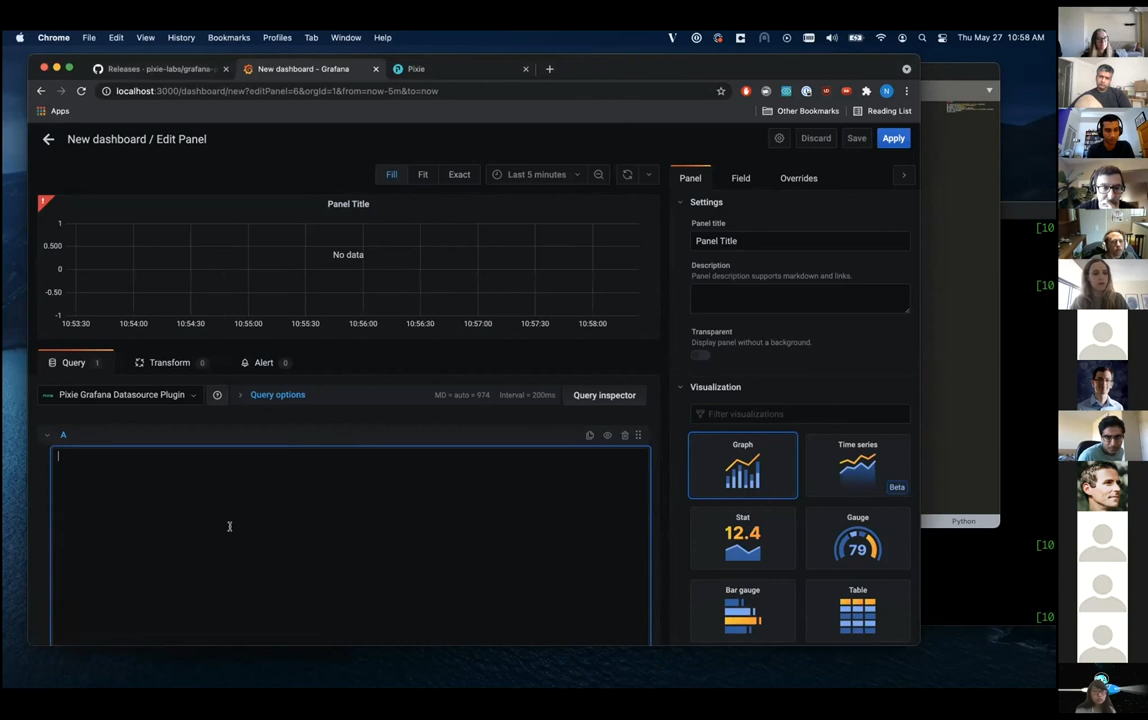 Chrome File Edit View History Bookmarks Profiles Tab Window Help
Thu May 27 10:58 AM
Releases · pixie-labs/grafana-p
New dashboard - Grafana
Pixie
localhost:3000/dashboard/new?editPanel=6&orgId=1&from=now-5m&to=now
N
Apps
Other Bookmarks
Reading List
New dashboard / Edit Panel
Discard
Save
Apply
Fill
Fit
Exact
Last 5 minutes
Panel
Field
Overrides
Panel Title
1
0.500
0
-0.50
-1
No data
10:53:30 10:54:00 10:54:30 10:55:00 10:55:30 10:56:00 10:56:30 10:57:00 10:57:30 10:58:00
Settings
Panel title
Panel Title
Description
Panel description supports markdown and links.
Transparent
Display panel without a background.
Query 1
Transform 0
Alert 0
Pixie Grafana Datasource Plugin
Query options
MD = auto = 974
Interval = 200ms
Query inspector
A
Visualization
Filter visualizations
Graph
Time series
Beta
Stat
12.4
Gauge
79
Bar gauge
Table
Python
[10
[10
[10
[10